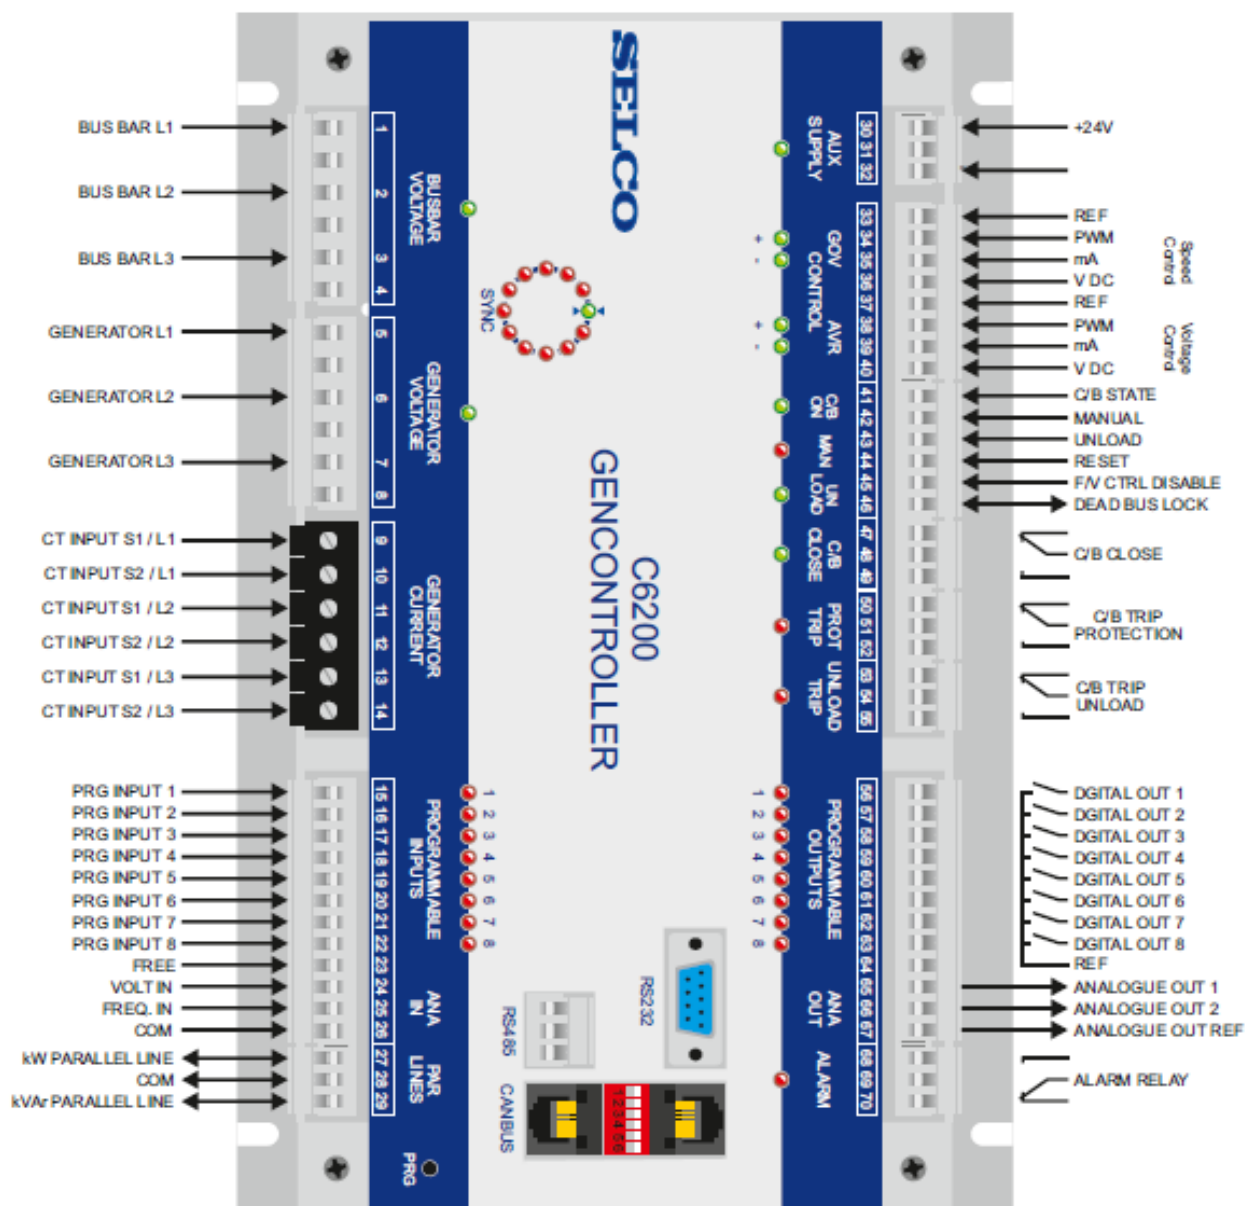 BUS BAR L1
BUS BAR L2
BUS BAR L3
GENERATOR L1
GENERATOR L2
GENERATOR L3
CT INPUT S1 / L1
CT INPUT S2 / L1
CT INPUT S1 / L2
CT INPUT S2 / L2
CT INPUT S1 / L3
CT INPUT S2 / L3
PRG INPUT 1
PRG INPUT 2
PRG INPUT 3
PRG INPUT 4
PRG INPUT 5
PRG INPUT 6
PRG INPUT 7
PRG INPUT 8
FREE
VOLT IN
FREQ. IN
COM
kW PARALLEL LINE
COM
kVAr PARALLEL LINE
1
2
3
4
5
6
7
8
9
10
11
12
13
14
15
16
17
18
19
20
21
22
23
24
25
26
27
28
29
BUSBAR
VOLTAGE
GENERATOR
VOLTAGE
GENERATOR
CURRENT
PROGRAMMABLE
INPUTS
ANA
IN
PAR
LINES
PRG
SELCO
SYNC
GENCONTROLLER
C6200
1
2
3
4
5
6
7
8
1
2
3
4
5
6
7
8
RS485
RS232
CANBUS
1 2 3 4 5 6
+
-
+
-
AUX
SUPPLY
GOV
CONTROL
AVR
C/B
ON
MAN
UN
LOAD
C/B
CLOSE
PROT
TRIP
UNLOAD
TRIP
PROGRAMMABLE
OUTPUTS
ANA
OUT
ALARM
30
31
32
33
34
35
36
37
38
39
40
41
42
43
44
45
46
47
48
49
50
51
52
53
54
55
56
57
58
59
60
61
62
63
64
65
66
67
68
69
70
+24V
REF
PWM
mA
V DC
Speed
Control
REF
PWM
mA
V DC
Voltage
Control
C/B STATE
MANUAL
UNLOAD
RESET
F/V CTRL DISABLE
DEAD BUS LOCK
C/B CLOSE
C/B TRIP
PROTECTION
C/B TRIP
UNLOAD
DGITAL OUT 1
DGITAL OUT 2
DGITAL OUT 3
DGITAL OUT 4
DGITAL OUT 5
DGITAL OUT 6
DGITAL OUT 7
DGITAL OUT 8
REF
ANALOGUE OUT 1
ANALOGUE OUT 2
ANALOGUE OUT REF
ALARM RELAY